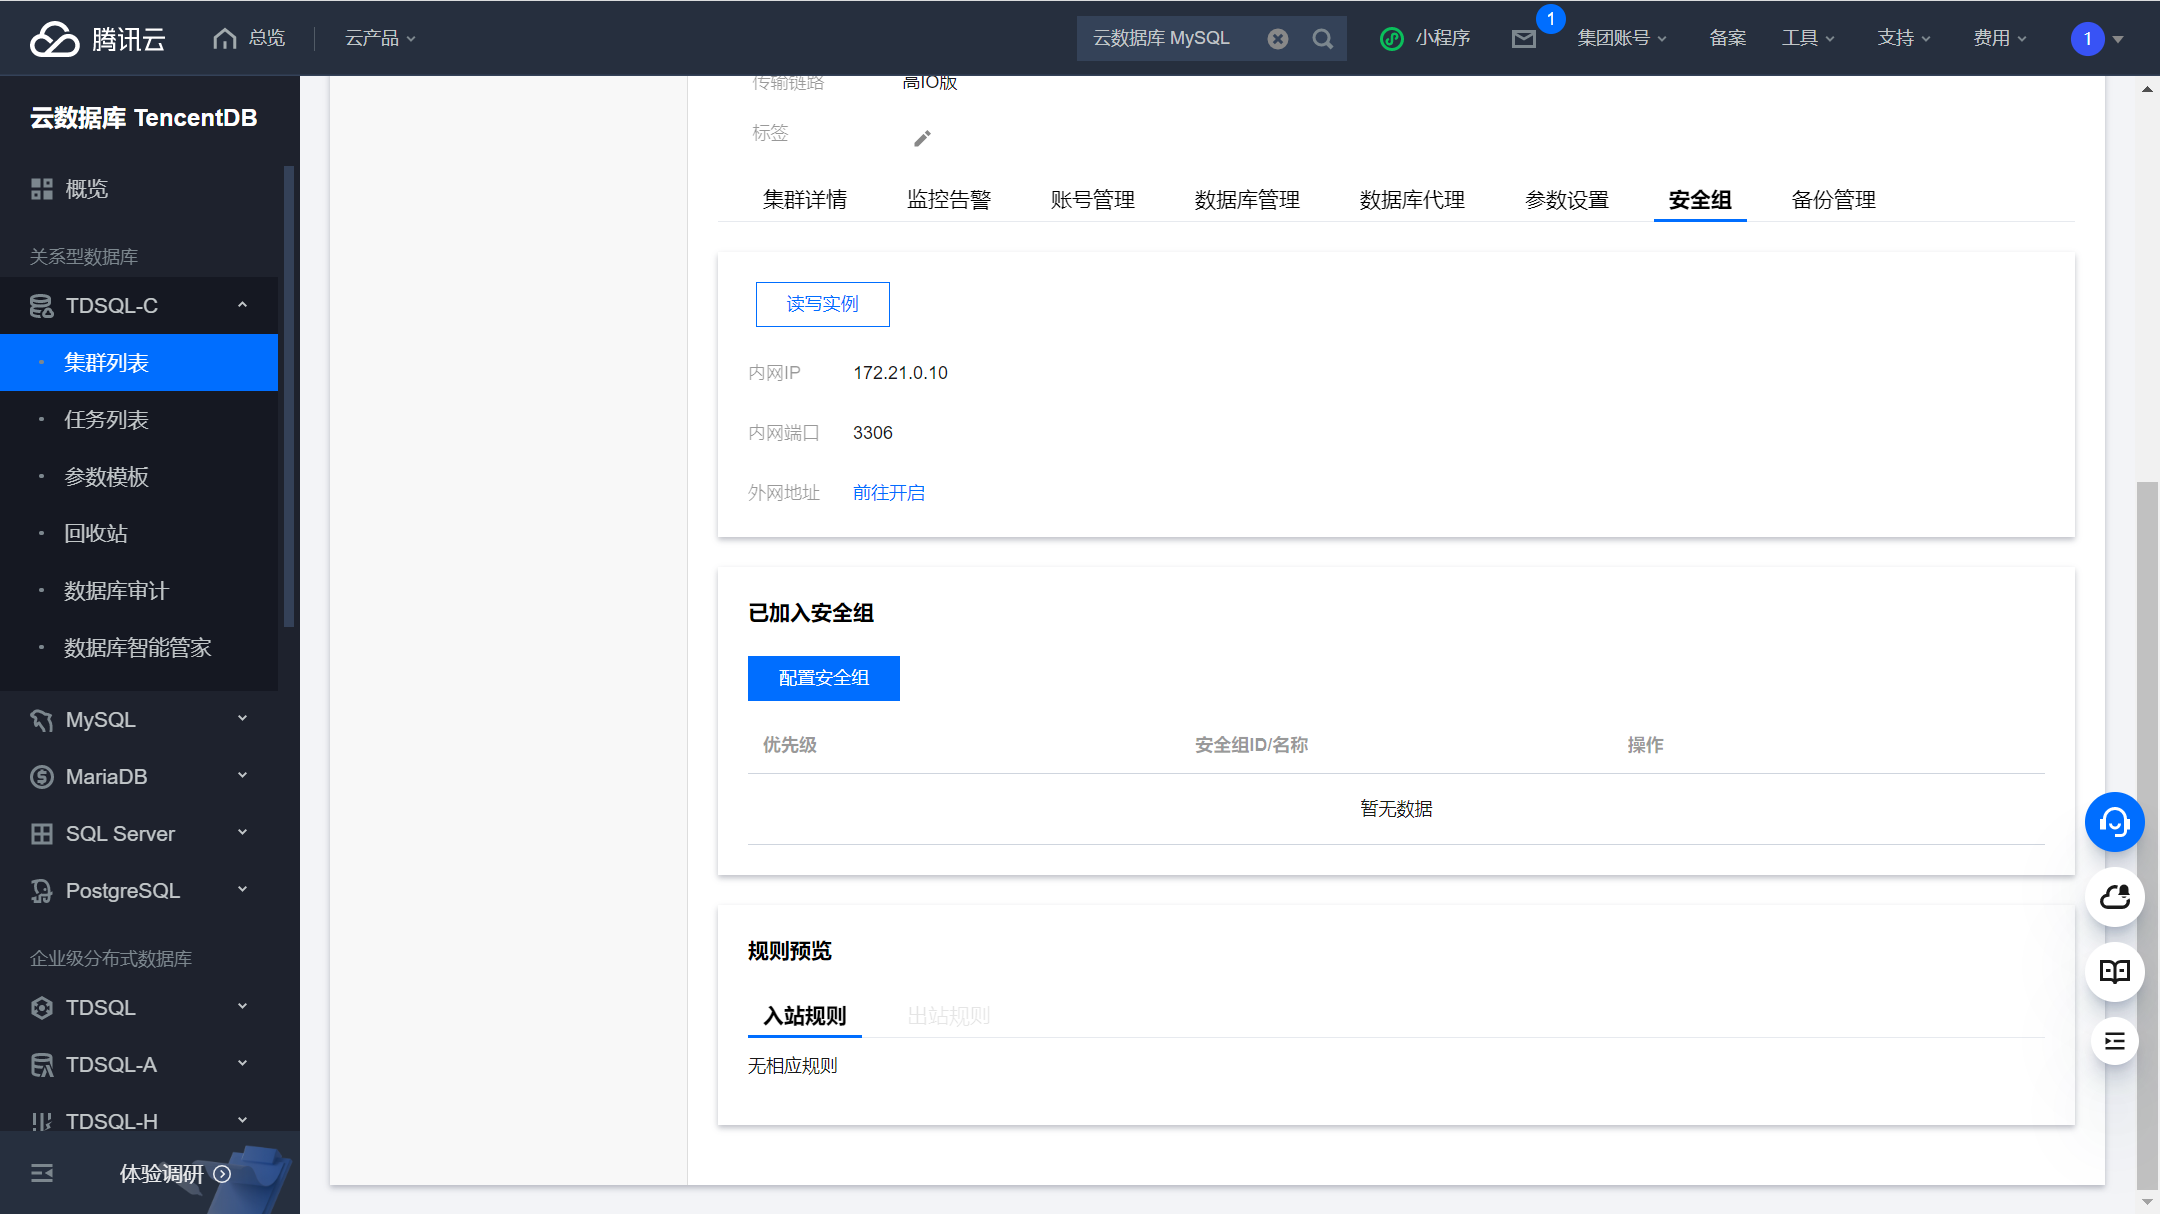 腾讯云
总览
云产品
云数据库 MySQL
小程序
1
集团账号
备案
工具
支持
费用
1
云数据库 TencentDB
概览
关系型数据库
TDSQL-C
集群列表
任务列表
参数模板
回收站
数据库审计
数据库智能管家
MySQL
MariaDB
SQL Server
PostgreSQL
企业级分布式数据库
TDSQL
TDSQL-A
TDSQL-H
体验调研
传输链路 高IO版
标签
集群详情 监控告警 账号管理 数据库管理 数据库代理 参数设置 安全组 备份管理
读写实例
内网IP 172.21.0.10
内网端口 3306
外网地址 前往开启
已加入安全组
配置安全组
优先级 安全组ID/名称 操作
暂无数据
规则预览
入站规则 出站规则
无相应规则